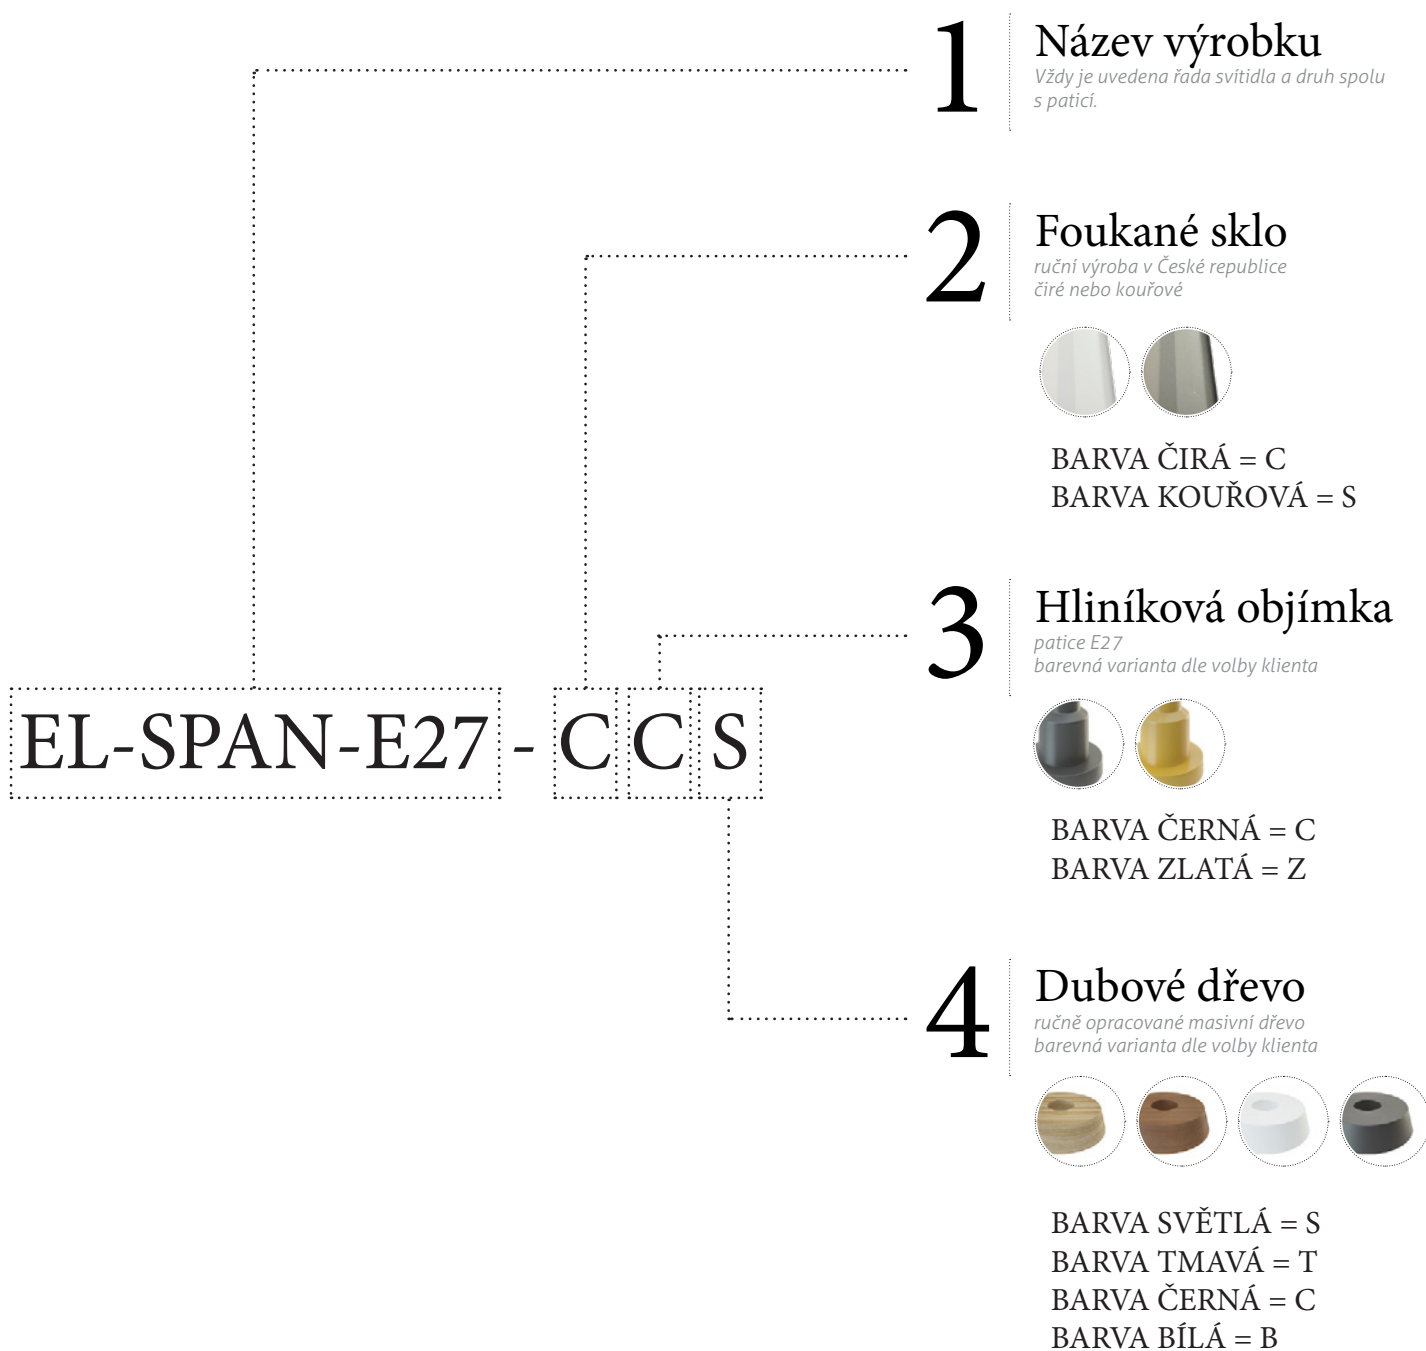 1
Název výrobku
Vždy je uvedena řada svítidla a druh spolu
s paticí.
2
Foukané sklo
ruční výroba v České republice
čiré nebo kouřové
BARVA ČIRÁ = C
BARVA KOUŘOVÁ = S
3
Hliníková objímka
patice E27
barevná varianta dle volby klienta
EL-SPAN-E27 - C C S
BARVA ČERNÁ = C
BARVA ZLATÁ = Z
4
Dubové dřevo
ručně opracované masivní dřevo
barevná varianta dle volby klienta
BARVA SVĚTLÁ = S
BARVA TMAVÁ = T
BARVA ČERNÁ = C
BARVA BÍLÁ = B